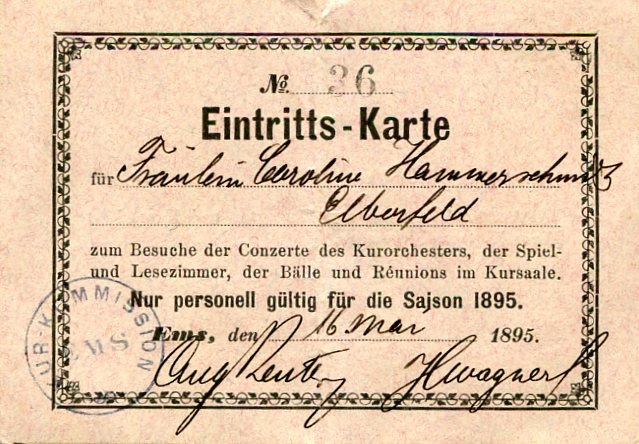 No. 36
Eintritts-Karte
für Fräulein Caroline Hammerschmidt
Elberfeld
zum Besuche der Conzerte des Kurorchesters, der Spiel-
und Lesezimmer, der Bälle und Réunions im Kursaale.
Nur personell gültig für die Sajson 1895.
Ems, den 16 Mai 1895.
KUR-KOMMISSION
EMS
Aug